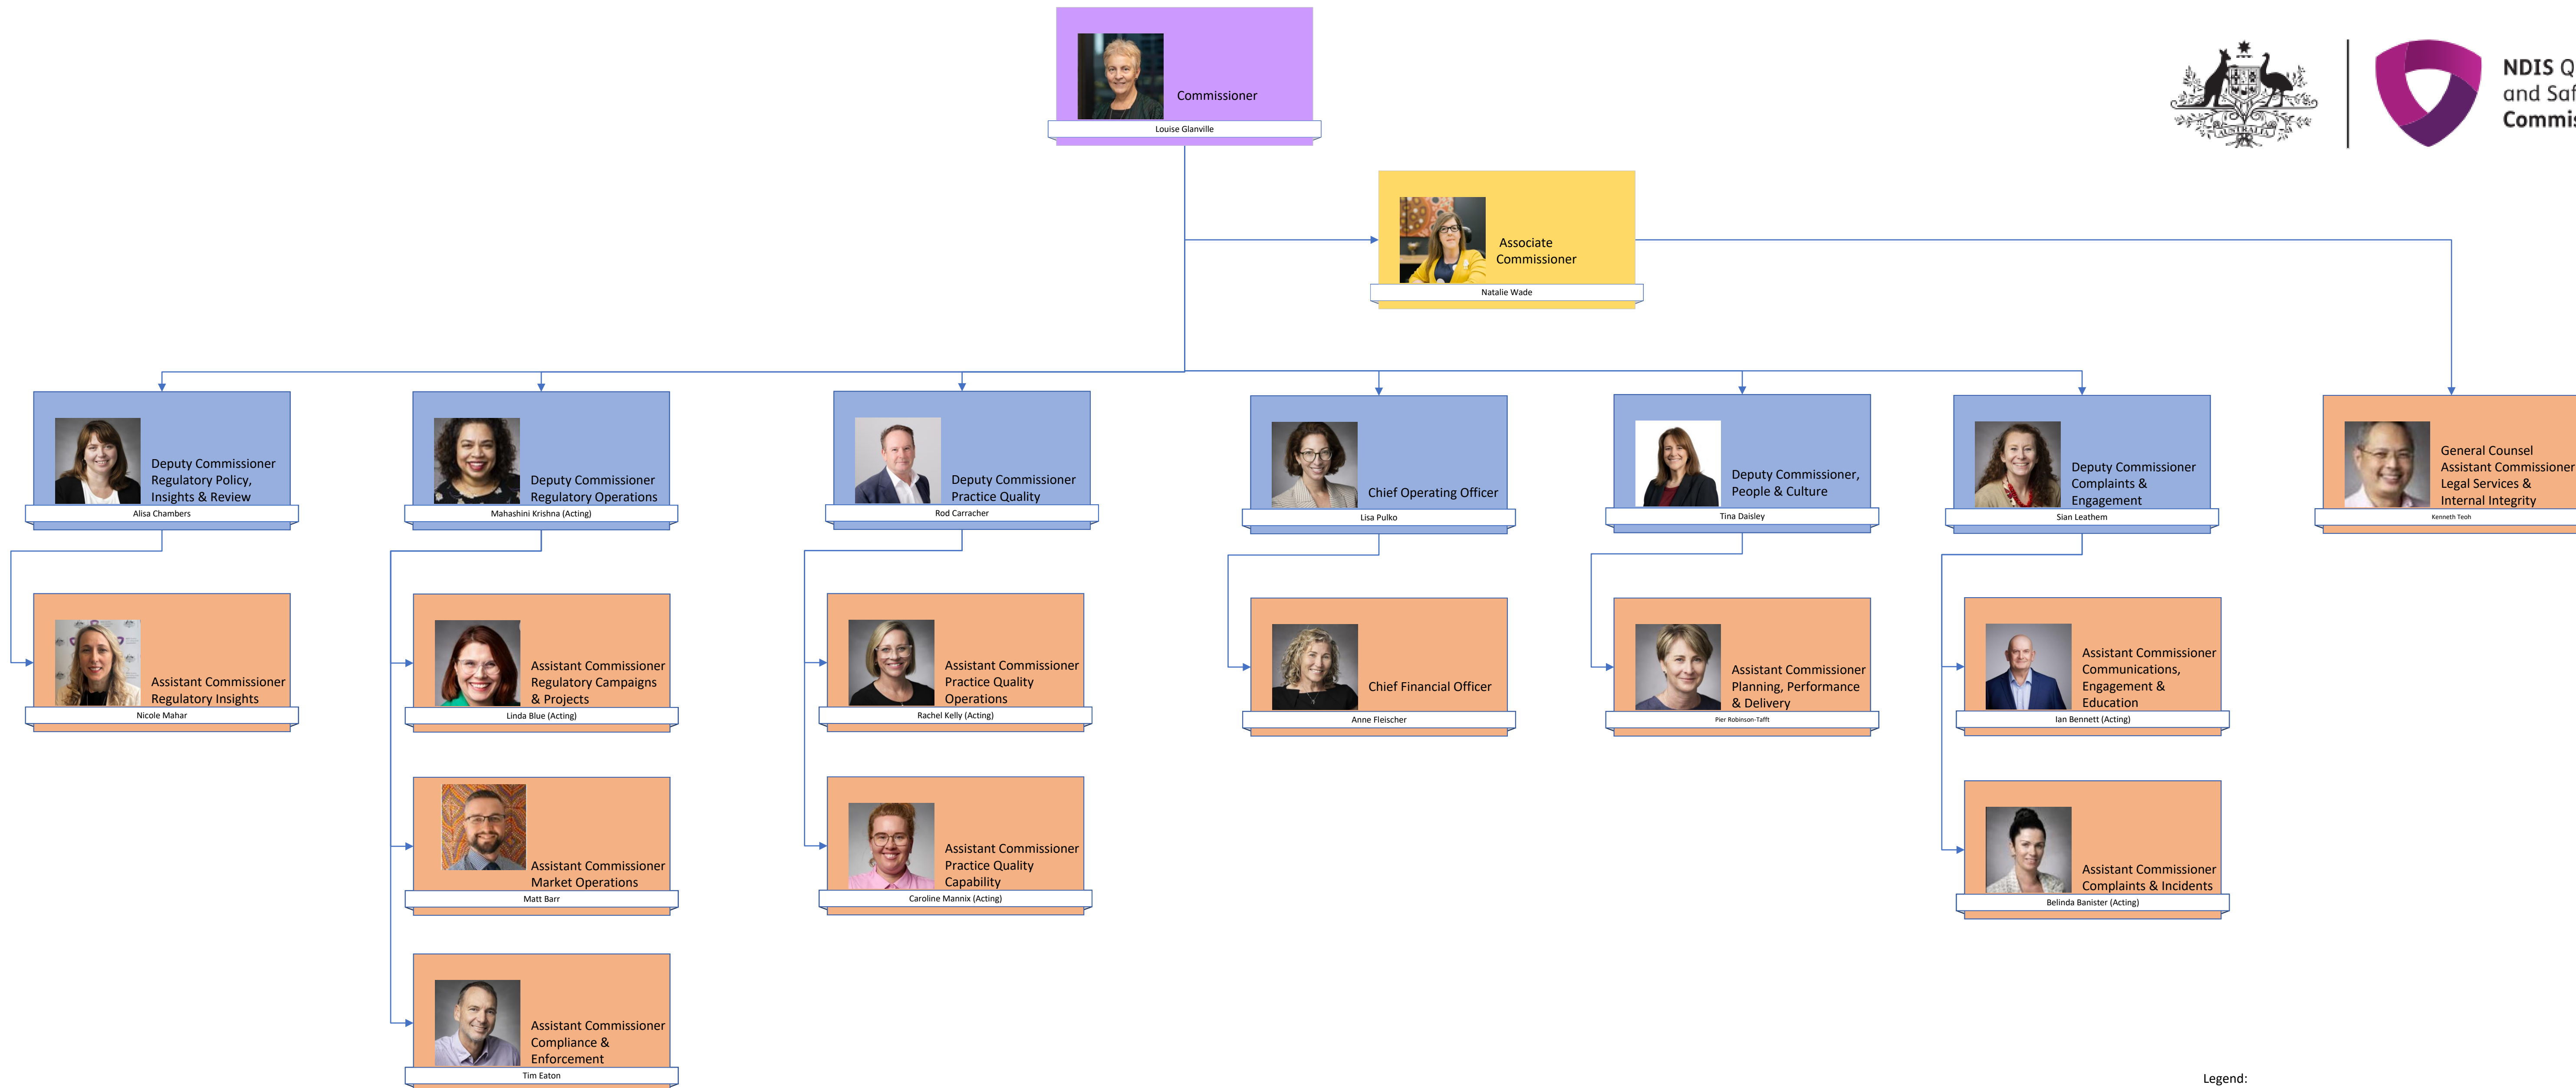 Commissioner
Louise Glanville
AUSTRALIA
NDIS Q
and Saf
Commis
Associate
Commissioner
Natalie Wade
Deputy Commissioner
Regulatory Policy,
Insights & Review
Alisa Chambers
Deputy Commissioner
Regulatory Operations
Mahashini Krishna (Acting)
Deputy Commissioner
Practice Quality
Rod Carracher
Chief Operating Officer
Lisa Pulko
Deputy Commissioner,
People & Culture
Tina Daisley
Deputy Commissioner
Complaints &
Engagement
Sian Leathem
General Counsel
Assistant Commissioner
Legal Services &
Internal Integrity
Kenneth Teoh
Assistant Commissioner
Regulatory Insights
Nicole Mahar
Assistant Commissioner
Regulatory Campaigns
& Projects
Linda Blue (Acting)
Assistant Commissioner
Practice Quality
Operations
Rachel Kelly (Acting)
Chief Financial Officer
Anne Fleischer
Assistant Commissioner
Planning, Performance
& Delivery
Pier Robinson-Tafft
Assistant Commissioner
Communications,
Engagement &
Education
Ian Bennett (Acting)
Assistant Commissioner
Market Operations
Matt Barr
Assistant Commissioner
Practice Quality
Capability
Caroline Mannix (Acting)
Assistant Commissioner
Complaints & Incidents
Belinda Banister (Acting)
Assistant Commissioner
Compliance &
Enforcement
Tim Eaton
Legend: